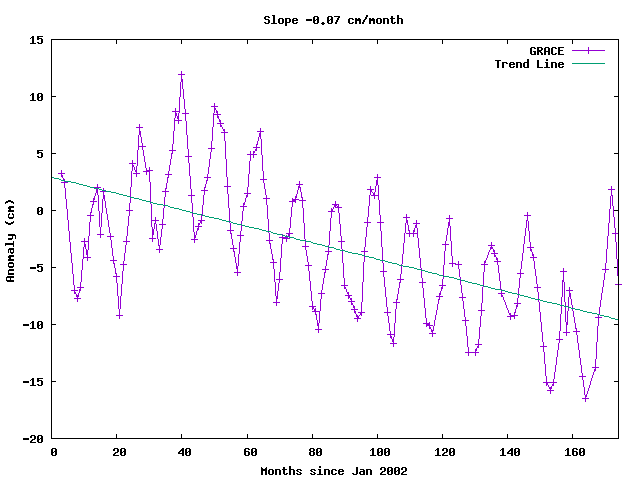 Slope -0.07 cm/month
15
GRACE
Trend Line
10
5
0
-5
-10
-15
-20
Anomaly (cm)
0 20 40 60 80 100 120 140 160
Months since Jan 2002